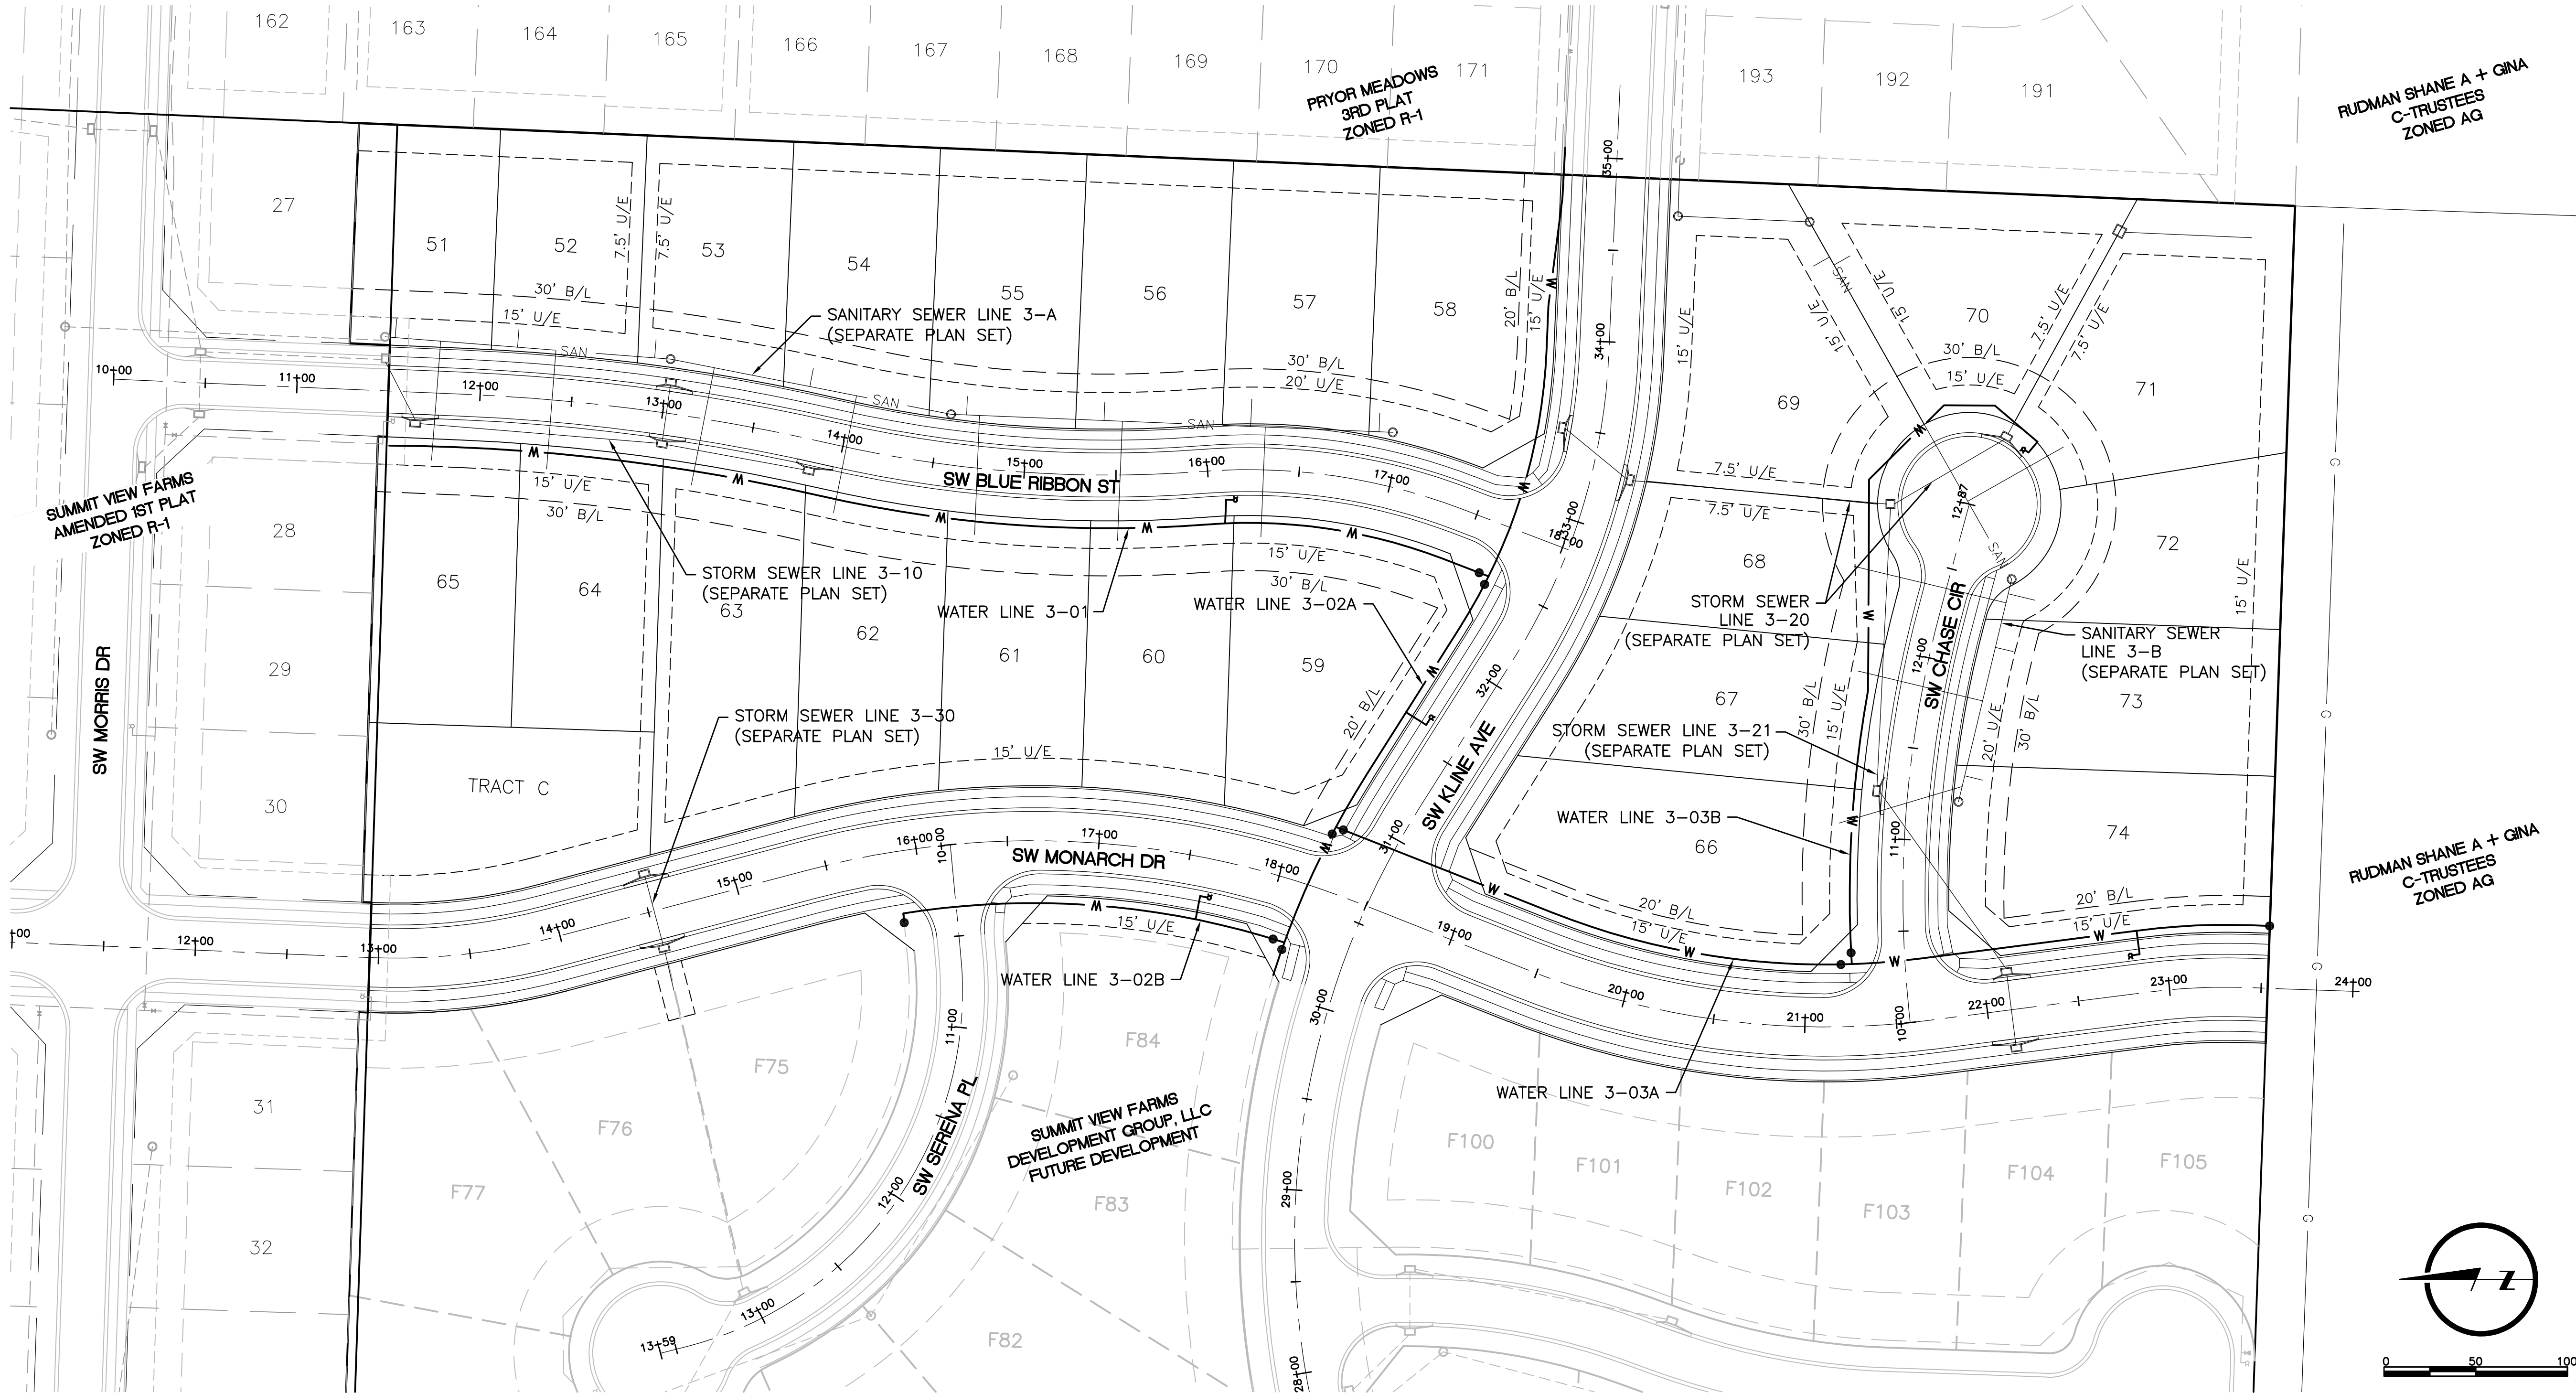 162
163
164
165
166
167
168
169
170
171
193
192
191
PRYOR MEADOWS
3RD PLAT
ZONED R-1
RUDMAN SHANE A + GINA
C-TRUSTEES
ZONED AG
27
51
52
7.5' U/E
7.5' U/E
53
54
55
56
57
58
20' B/L
15' U/E
W
35+00
34+00
30' B/L
15' U/E
SANITARY SEWER LINE 3-A
(SEPARATE PLAN SET)
30' B/L
20' U/E
SAN
SAN
SAN
10+00
11+00
12+00
13+00
14+00
15+00
16+00
17+00
18+00
33+00
SW BLUE RIBBON ST
W
W
W
W
W
W
W
15' U/E
30' B/L
15' U/E
30' B/L
SUMMIT VIEW FARMS
AMENDED 1ST PLAT
ZONED R-1
28
29
30
SW MORRIS DR
65
64
63
62
61
60
59
TRACT C
STORM SEWER LINE 3-10
(SEPARATE PLAN SET)
WATER LINE 3-01
WATER LINE 3-02A
STORM SEWER LINE 3-30
(SEPARATE PLAN SET)
15' U/E
20' B/L
W
W
32+00
31+00
SW KLINE AVE
15' U/E
69
15' U/E
SAN
15' U/E
70
30' B/L
15' U/E
7.5' U/E
7.5' U/E
71
W
7.5' U/E
7.5' U/E
12+87
SAN
72
15' U/E
68
STORM SEWER
LINE 3-20
(SEPARATE PLAN SET)
W
12+00
SW CHASE CIR
SANITARY SEWER
LINE 3-B
(SEPARATE PLAN SET)
67
30' B/L
15' U/E
20' U/E
30' B/L
73
STORM SEWER LINE 3-21
(SEPARATE PLAN SET)
WATER LINE 3-03B
66
W
11+00
74
20' B/L
15' U/E
20' B/L
15' U/E
G
G
G
G
RUDMAN SHANE A + GINA
C-TRUSTEES
ZONED AG
+00
12+00
13+00
14+00
15+00
16+00
10+00
17+00
18+00
SW MONARCH DR
W
15' U/E
WATER LINE 3-02B
W
W
W
W
19+00
20+00
21+00
10+00
22+00
23+00
24+00
WATER LINE 3-03A
30+00
29+00
28+00
11+00
12+00
13+00
13+59
SW SERENA PL
SUMMIT VIEW FARMS
DEVELOPMENT GROUP, LLC
FUTURE DEVELOPMENT
31
32
F75
F76
F77
F84
F83
F82
F100
F101
F102
F103
F104
F105
Z
0
50
100